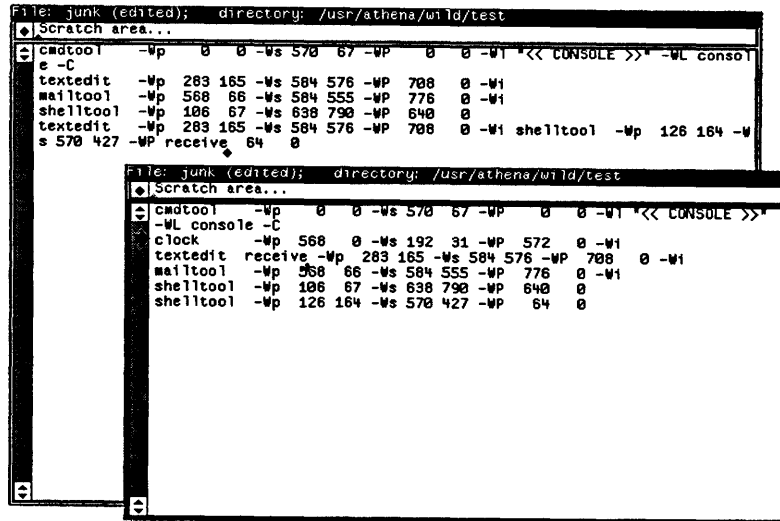 File: junk (edited);   directory: /usr/athena/wild/test
Scratch area...
cmdtool   -Wp   0   0 -Ws 570  67 -WP   0   0 -Wl "<< CONSOLE >>" -WL consol
e -C
textedit  -Wp  283 165 -Ws 584 576 -WP  708   0 -Wi
mailtool  -Wp  568  66 -Ws 584 555 -WP  776   0 -Wi
shelltool -Wp  106  67 -Ws 638 790 -WP  640   0
textedit  -Wp  283 165 -Ws 584 576 -WP  708   0 -Wi shelltool  -Wp  126 164 -W
s 570 427 -WP receive  64   0
File: junk (edited);   directory: /usr/athena/wild/test
Scratch area...
cmdtool   -Wp   0   0 -Ws 570  67 -WP   0   0 -Wl "<< CONSOLE >>"
-WL console -C
clock     -Wp  568   0 -Ws 192  31 -WP  572   0 -Wi
textedit  receive -Wp  283 165 -Ws 584 576 -WP  708   0 -Wi
mailtool  -Wp  568  66 -Ws 584 555 -WP  776   0 -Wi
shelltool -Wp  106  67 -Ws 638 790 -WP  640   0
shelltool -Wp  126 164 -Ws 570 427 -WP   64   0